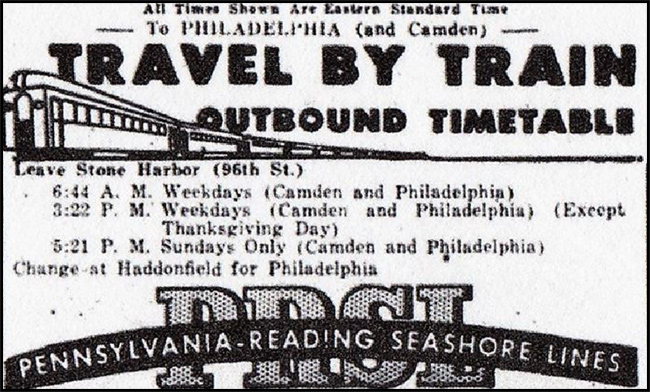 All Times Shown Are Eastern Standard Time
To PHILADELPHIA (and Camden)
TRAVEL BY TRAIN
OUTBOUND TIMETABLE
Leave Stone Harbor (96th St.)
6:44 A. M. Weekdays (Camden and Philadelphia)
3:22 P. M. Weekdays (Camden and Philadelphia) (Except
Thanksgiving Day)
5:21 P. M. Sundays Only (Camden and Philadelphia)
Change at Haddonfield for Philadelphia
PRSL
PENNSYLVANIA-READING SEASHORE LINES